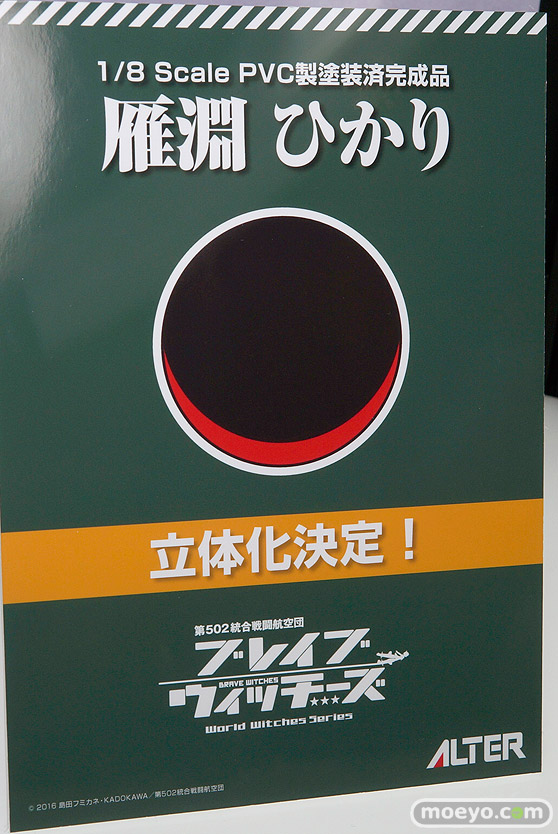 1/8 Scale PVC製塗装済完成品
雁淵 ひかり
立体化決定！
第502統合戦闘航空団
ブレイブ
BRAVE WITCHES
ウィッチーズ
World Witches Series
ALTER
© 2016 島田フミカネ・KADOKAWA／第502統合戦闘航空団
moeyo.com